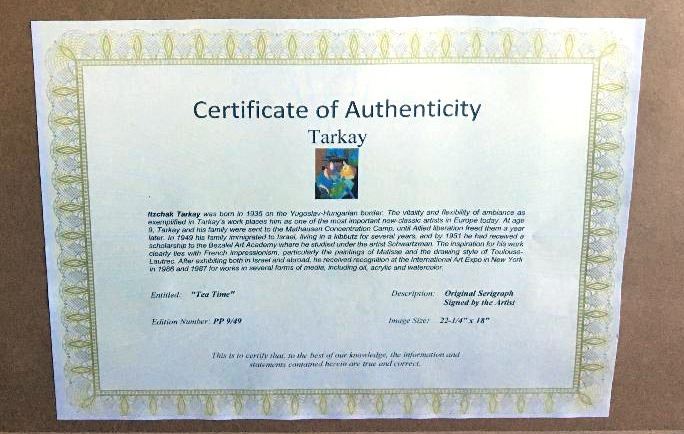 Certificate of Authenticity
Tarkay
Itzchak Tarkay was born in 1935 on the Yugoslav-Hungarian border. The vitality and flexibility of ambiance as
exemplified in Tarkay's work places him as one of the most important new-classic artists in Europe today. At age
9, Tarkay and his family were sent to the Mathausen Concentration Camp, until Allied liberation freed them a year
later. In 1949 his family immigrated to Israel, living in a kibbutz for several years, and by 1951 he had received a
scholarship to the Bezalel Art Academy where he studied under the artist Schwartzman. The inspiration for his work
clearly lies with French Impressionism, particularly the paintings of Matisse and the drawing style of Toulouse-
Lautrec. After exhibiting both in Israel and abroad, he received recognition at the International Art Expo in New York
in 1986 and 1987 for works in several forms of media, including oil, acrylic and watercolor.
Entitled: "Tea Time" Description: Original Serigraph
Signed by the Artist
Edition Number: PP 9/49 Image Size: 22-1/4" x 18"
This is to certify that, to the best of our knowledge, the information and
statements contained herein are true and correct.